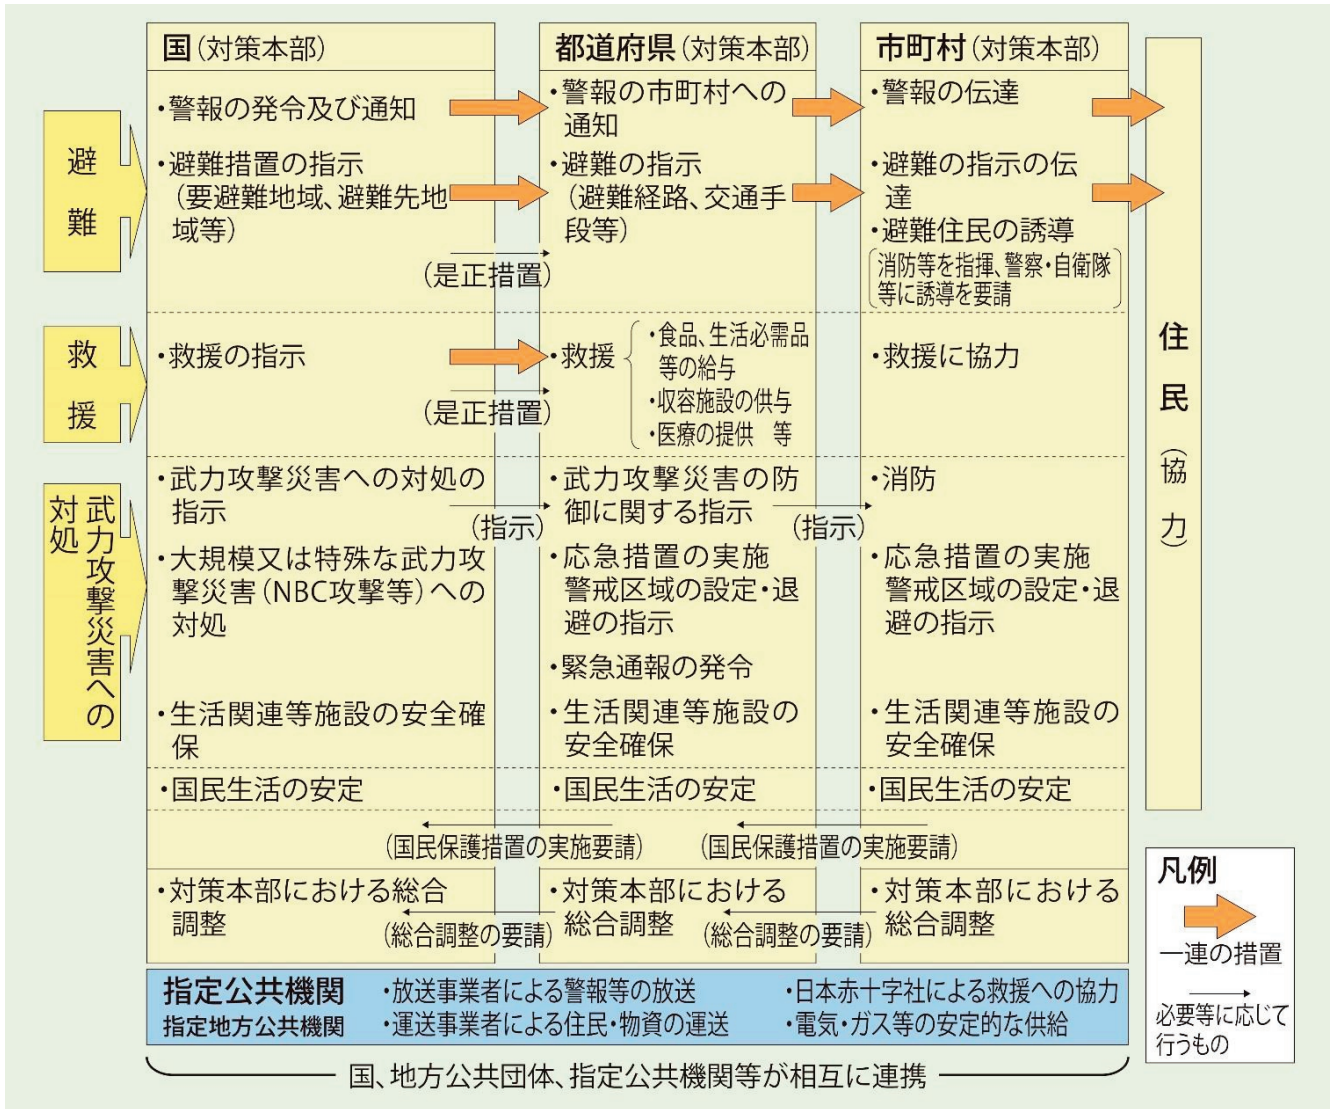 国（対策本部）
都道府県（対策本部）
市町村（対策本部）
避難
・警報の発令及び通知
・避難措置の指示
（要避難地域、避難先地
域等）
（是正措置）
・警報の市町村への
通知
・避難の指示
（避難経路、交通手
段等）
・警報の伝達
・避難の指示の伝
達
・避難住民の誘導
消防等を指揮、警察・自衛隊
等に誘導を要請
救援
・救援の指示
（是正措置）
・救援
・食品、生活必需品
等の給与
・収容施設の供与
・医療の提供　等
・救援に協力
武力攻撃災害への
対処
・武力攻撃災害への対処の
指示
（指示）
・大規模又は特殊な武力攻
撃災害（NBC攻撃等）への
対処
・生活関連等施設の安全確
保
・武力攻撃災害の防
御に関する指示
（指示）
・応急措置の実施
警戒区域の設定・退
避の指示
・緊急通報の発令
・生活関連等施設の
安全確保
・消防
・応急措置の実施
警戒区域の設定・退
避の指示
・生活関連等施設の
安全確保
・国民生活の安定
・国民生活の安定
・国民生活の安定
（国民保護措置の実施要請）
（国民保護措置の実施要請）
・対策本部における総合
調整
（総合調整の要請）
・対策本部における
総合調整
（総合調整の要請）
・対策本部における
総合調整
住民（協力）
指定公共機関
指定地方公共機関
・放送事業者による警報等の放送
・運送事業者による住民・物資の運送
・日本赤十字社による救援への協力
・電気・ガス等の安定的な供給
国、地方公共団体、指定公共機関等が相互に連携
凡例
一連の措置
必要等に応じて
行うもの